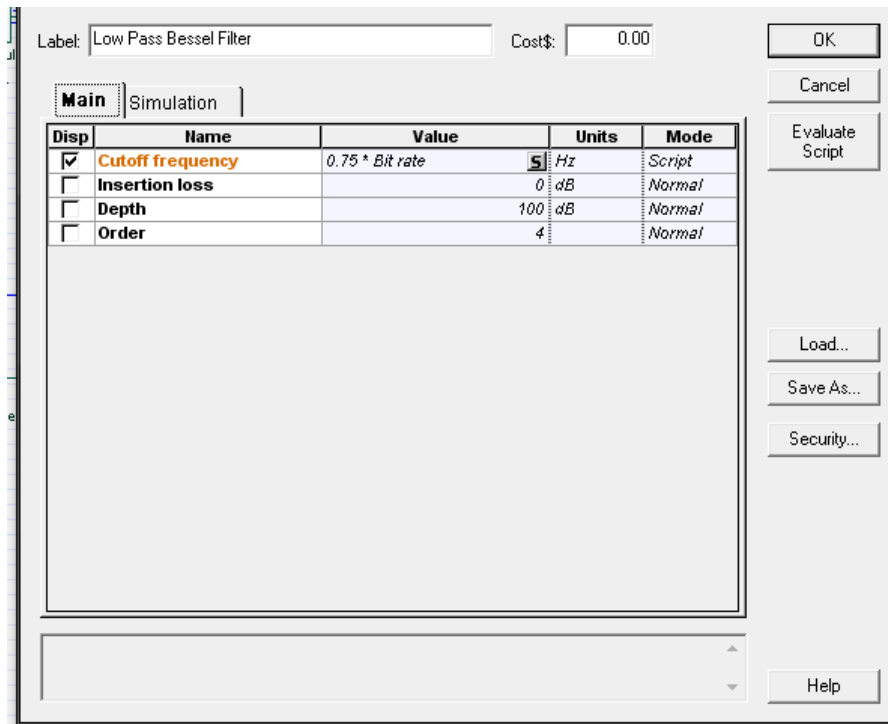 Label: Low Pass Bessel Filter Cost$: 0.00 OK
Cancel
Main Simulation
Evaluate Script
Disp Name Value Units Mode
Cutoff frequency 0.75 * Bit rate S Hz Script
Insertion loss 0 dB Normal
Depth 100 dB Normal
Order 4 Normal
Load...
Save As...
Security...
Help